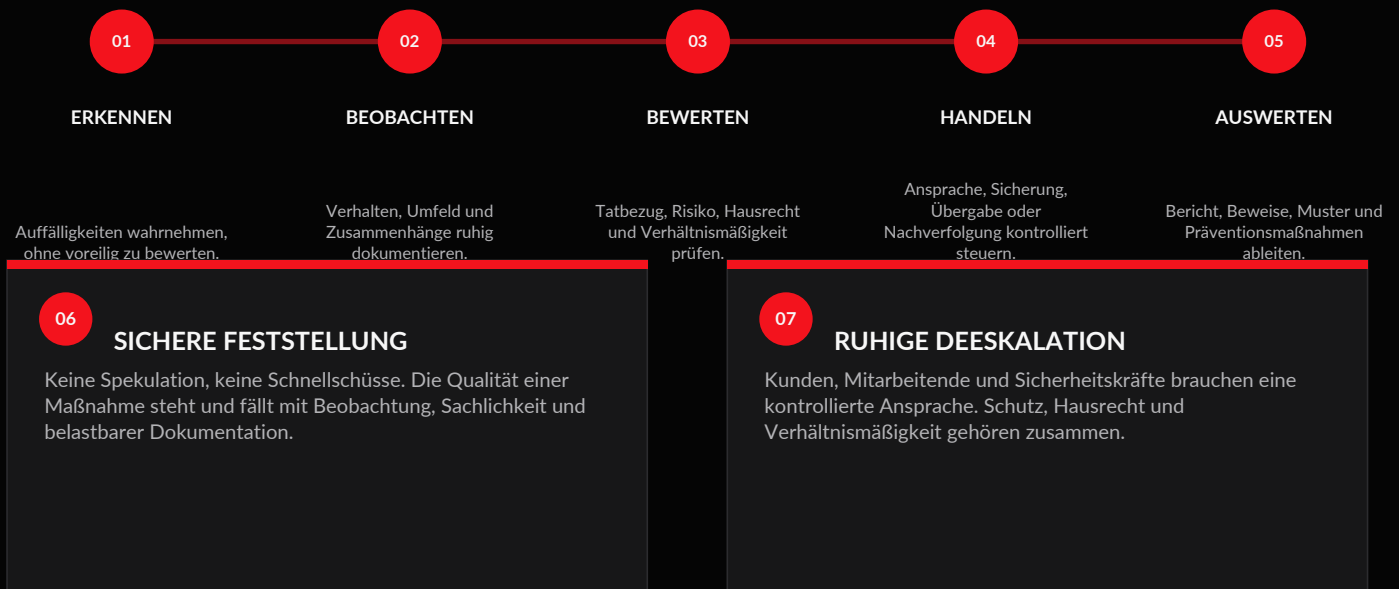 01
02
03
04
05
ERKENNEN
BEOBACHTEN
BEWERTEN
HANDELN
AUSWERTEN
Auffälligkeiten wahrnehmen,
ohne voreilig zu bewerten.
Verhalten, Umfeld und
Zusammenhänge ruhig
dokumentieren.
Tatbezug, Risiko, Hausrecht
und Verhältnismäßigkeit
prüfen.
Ansprache, Sicherung,
Übergabe oder
Nachverfolgung kontrolliert
steuern.
Bericht, Beweise, Muster und
Präventionsmaßnahmen
ableiten.
06
SICHERE FESTSTELLUNG
Keine Spekulation, keine Schnellschüsse. Die Qualität einer
Maßnahme steht und fällt mit Beobachtung, Sachlichkeit und
belastbarer Dokumentation.
07
RUHIGE DEESKALATION
Kunden, Mitarbeitende und Sicherheitskräfte brauchen eine
kontrollierte Ansprache. Schutz, Hausrecht und
Verhältnismäßigkeit gehören zusammen.